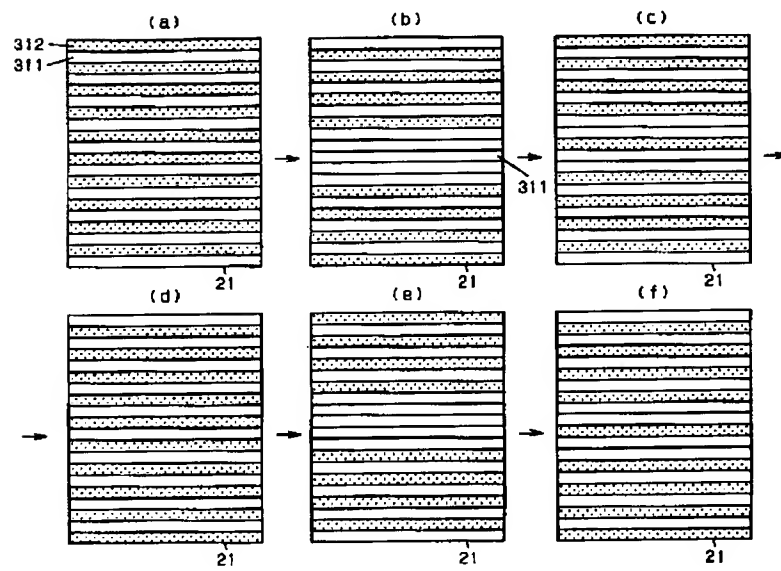 (a) (b) (c)
312
311
→ → →
311
21 21 21
(d) (e) (f)
→ → →
21 21 21